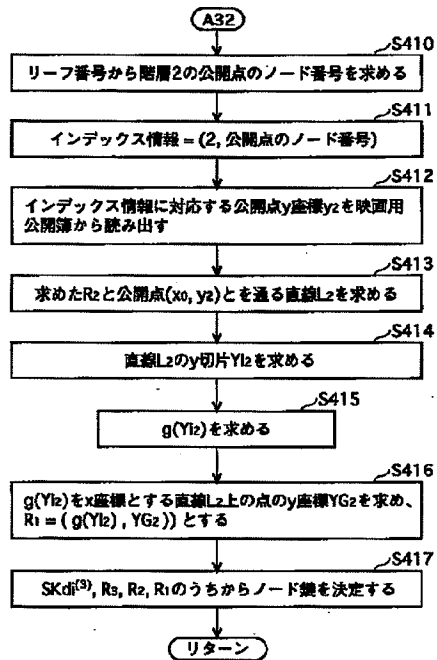 A32
S410
リーフ番号から階層2の公開点のノード番号を求める
S411
インデックス情報=(2, 公開点のノード番号)
S412
インデックス情報に対応する公開点y座標y2を映画用
公開簿から読み出す
S413
求めたR2と公開点(x0, y2)とを通る直線L2を求める
S414
直線L2のy切片YI2を求める
S415
g(YI2)を求める
S416
g(YI2)をx座標とする直線L2上の点のy座標YG2を求め、
R1 = ( g(YI2) , YG2)) とする
S417
SKdi(3), R3, R2, R1のうちからノード鍵を決定する
リターン